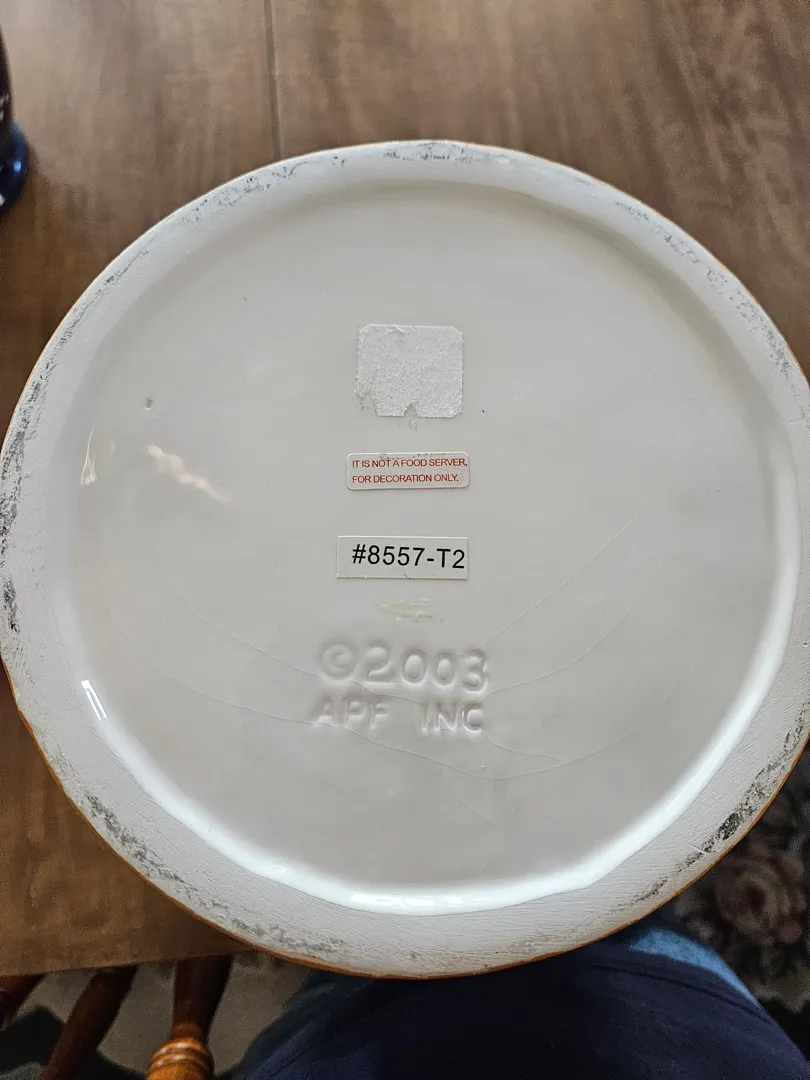 IT IS NOT A FOOD SERVER,
FOR DECORATION ONLY.
#8557-T2
©2003
APF INC